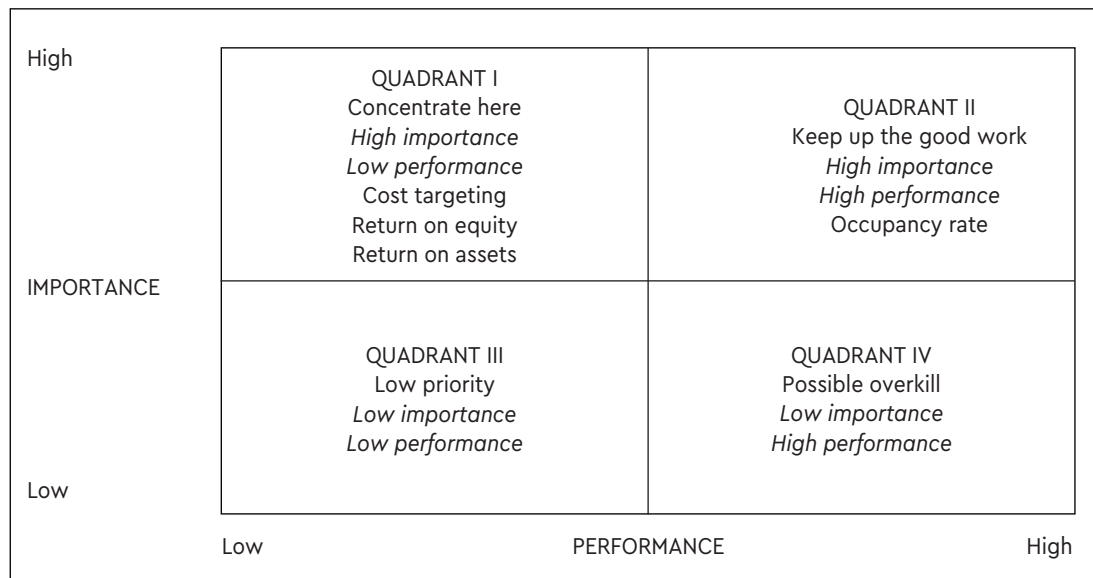 High
QUADRANT I
Concentrate here
High importance
Low performance
Cost targeting
Return on equity
Return on assets
QUADRANT II
Keep up the good work
High importance
High performance
Occupancy rate
IMPORTANCE
QUADRANT III
Low priority
Low importance
Low performance
QUADRANT IV
Possible overkill
Low importance
High performance
Low
Low
PERFORMANCE
High